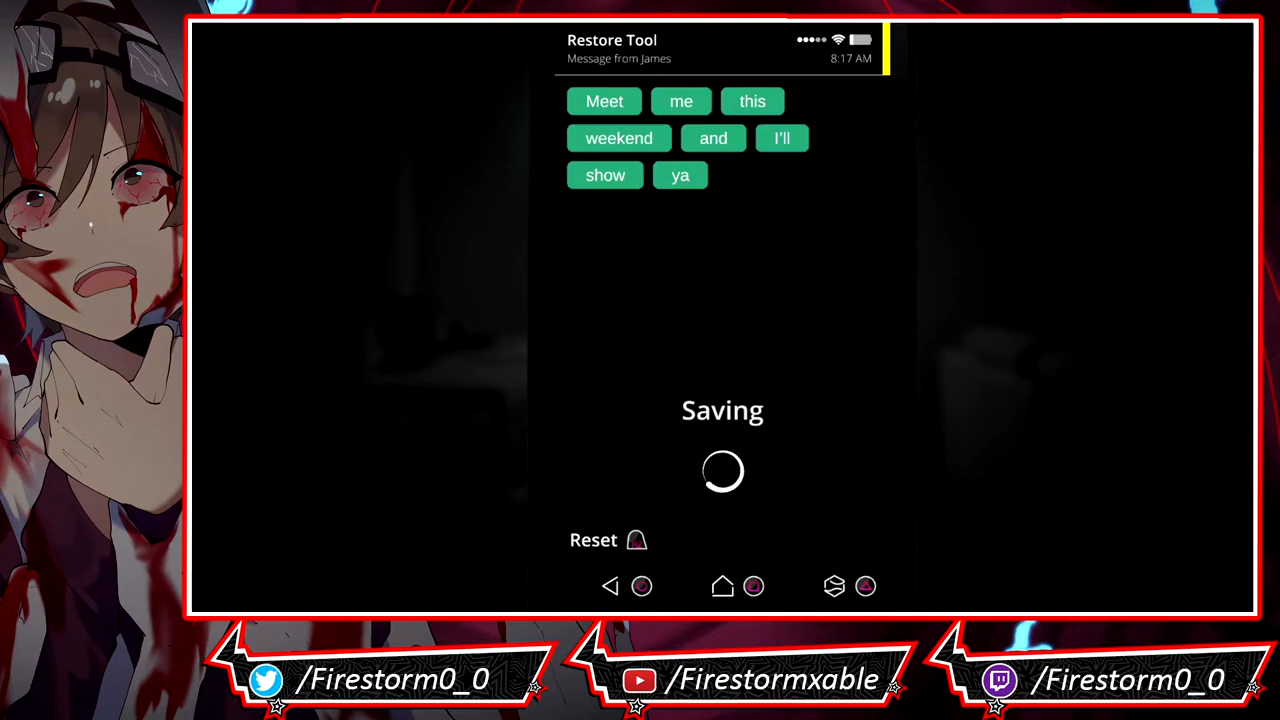 Restore Tool
Message from James
8:17 AM
Meet me this
weekend and I'll
show ya
Saving
Reset
/Firestorm0_0 /Firestormxable /Firestorm0_0